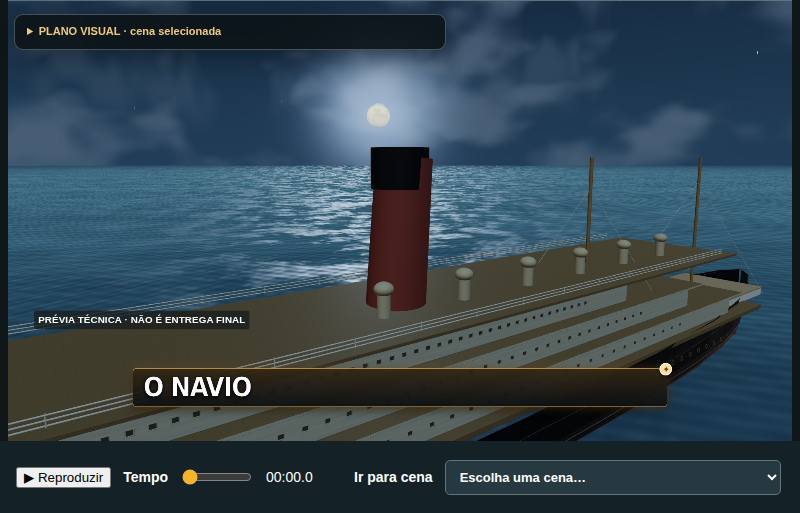 ▶ PLANO VISUAL · cena selecionada
PRÉVIA TÉCNICA · NÃO É ENTREGA FINAL
O NAVIO
▶ Reproduzir
Tempo
00:00.0
Ir para cena
Escolha uma cena…